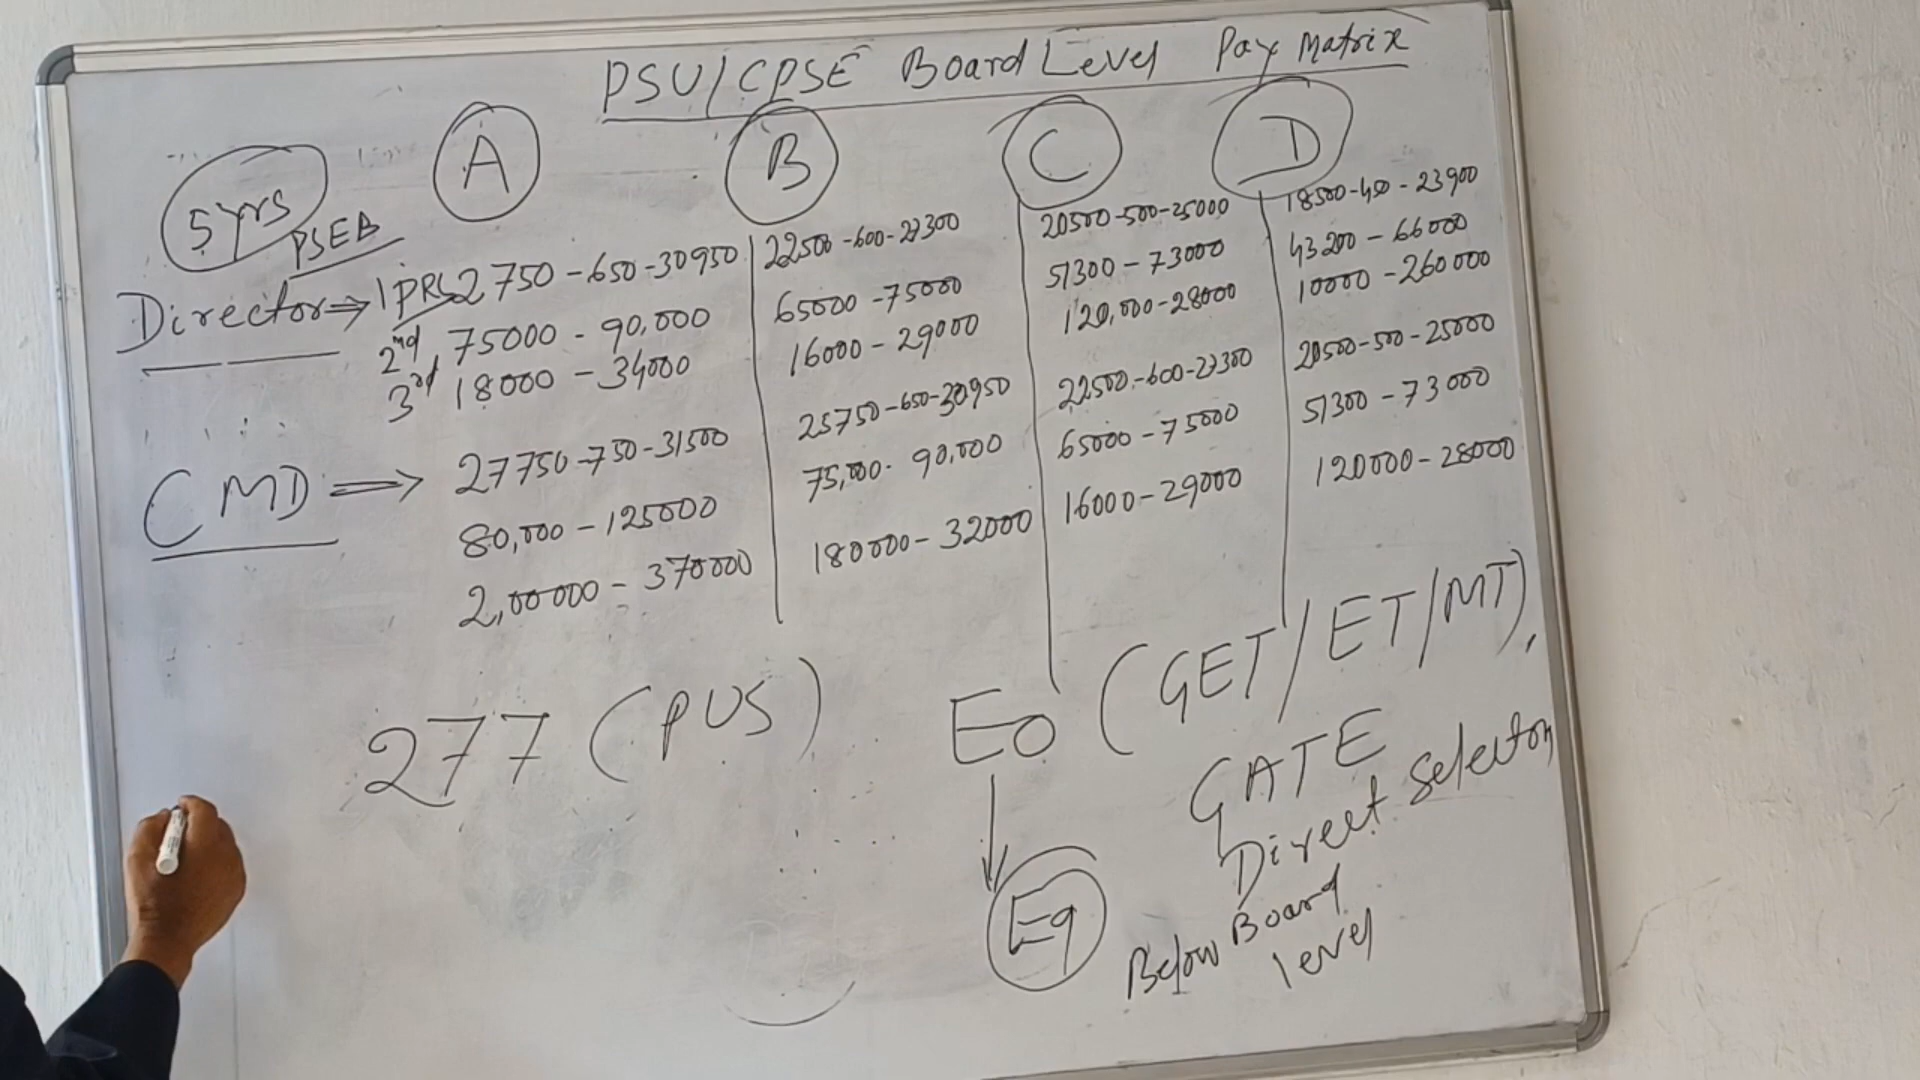 PSU/CPSE Board Level Pay Matrix
A B C D
5yrs
PSEB
Director ⇒ 1PRC 2750-650-30950
2nd 75000 - 90,000
3rd 18000 - 34000
22500-600-27300
65000-75000
16000-29000
20500-500-25000
51300-73000
120,000-28000
18500-450-23900
43200-66000
10000-260000
CMD ⇒ 27750-750-31500
80,000-125000
2,00000-370000
25750-650-30950
75,000-90,000
180000-32000
22500-600-27300
65000-75000
16000-29000
20500-500-25000
51300-73000
120000-28000
277 (PUS)
E0 (GET/ET/MT),
GATE
Direct Selection
↓
E9
Below Board
level